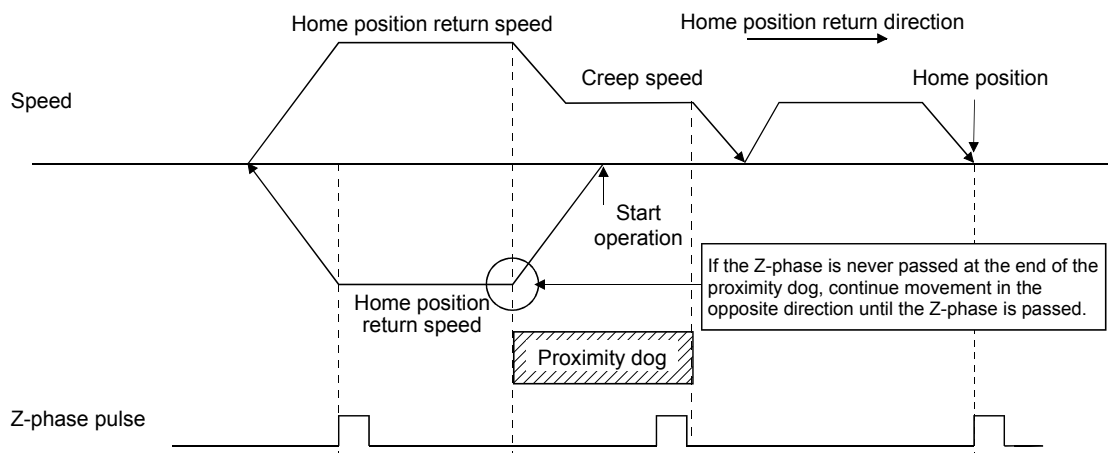 Home position return speed
Home position return direction
Creep speed
Home position
Speed
Start
operation
If the Z-phase is never passed at the end of the
proximity dog, continue movement in the
opposite direction until the Z-phase is passed.
Home position
return speed
Proximity dog
Z-phase pulse